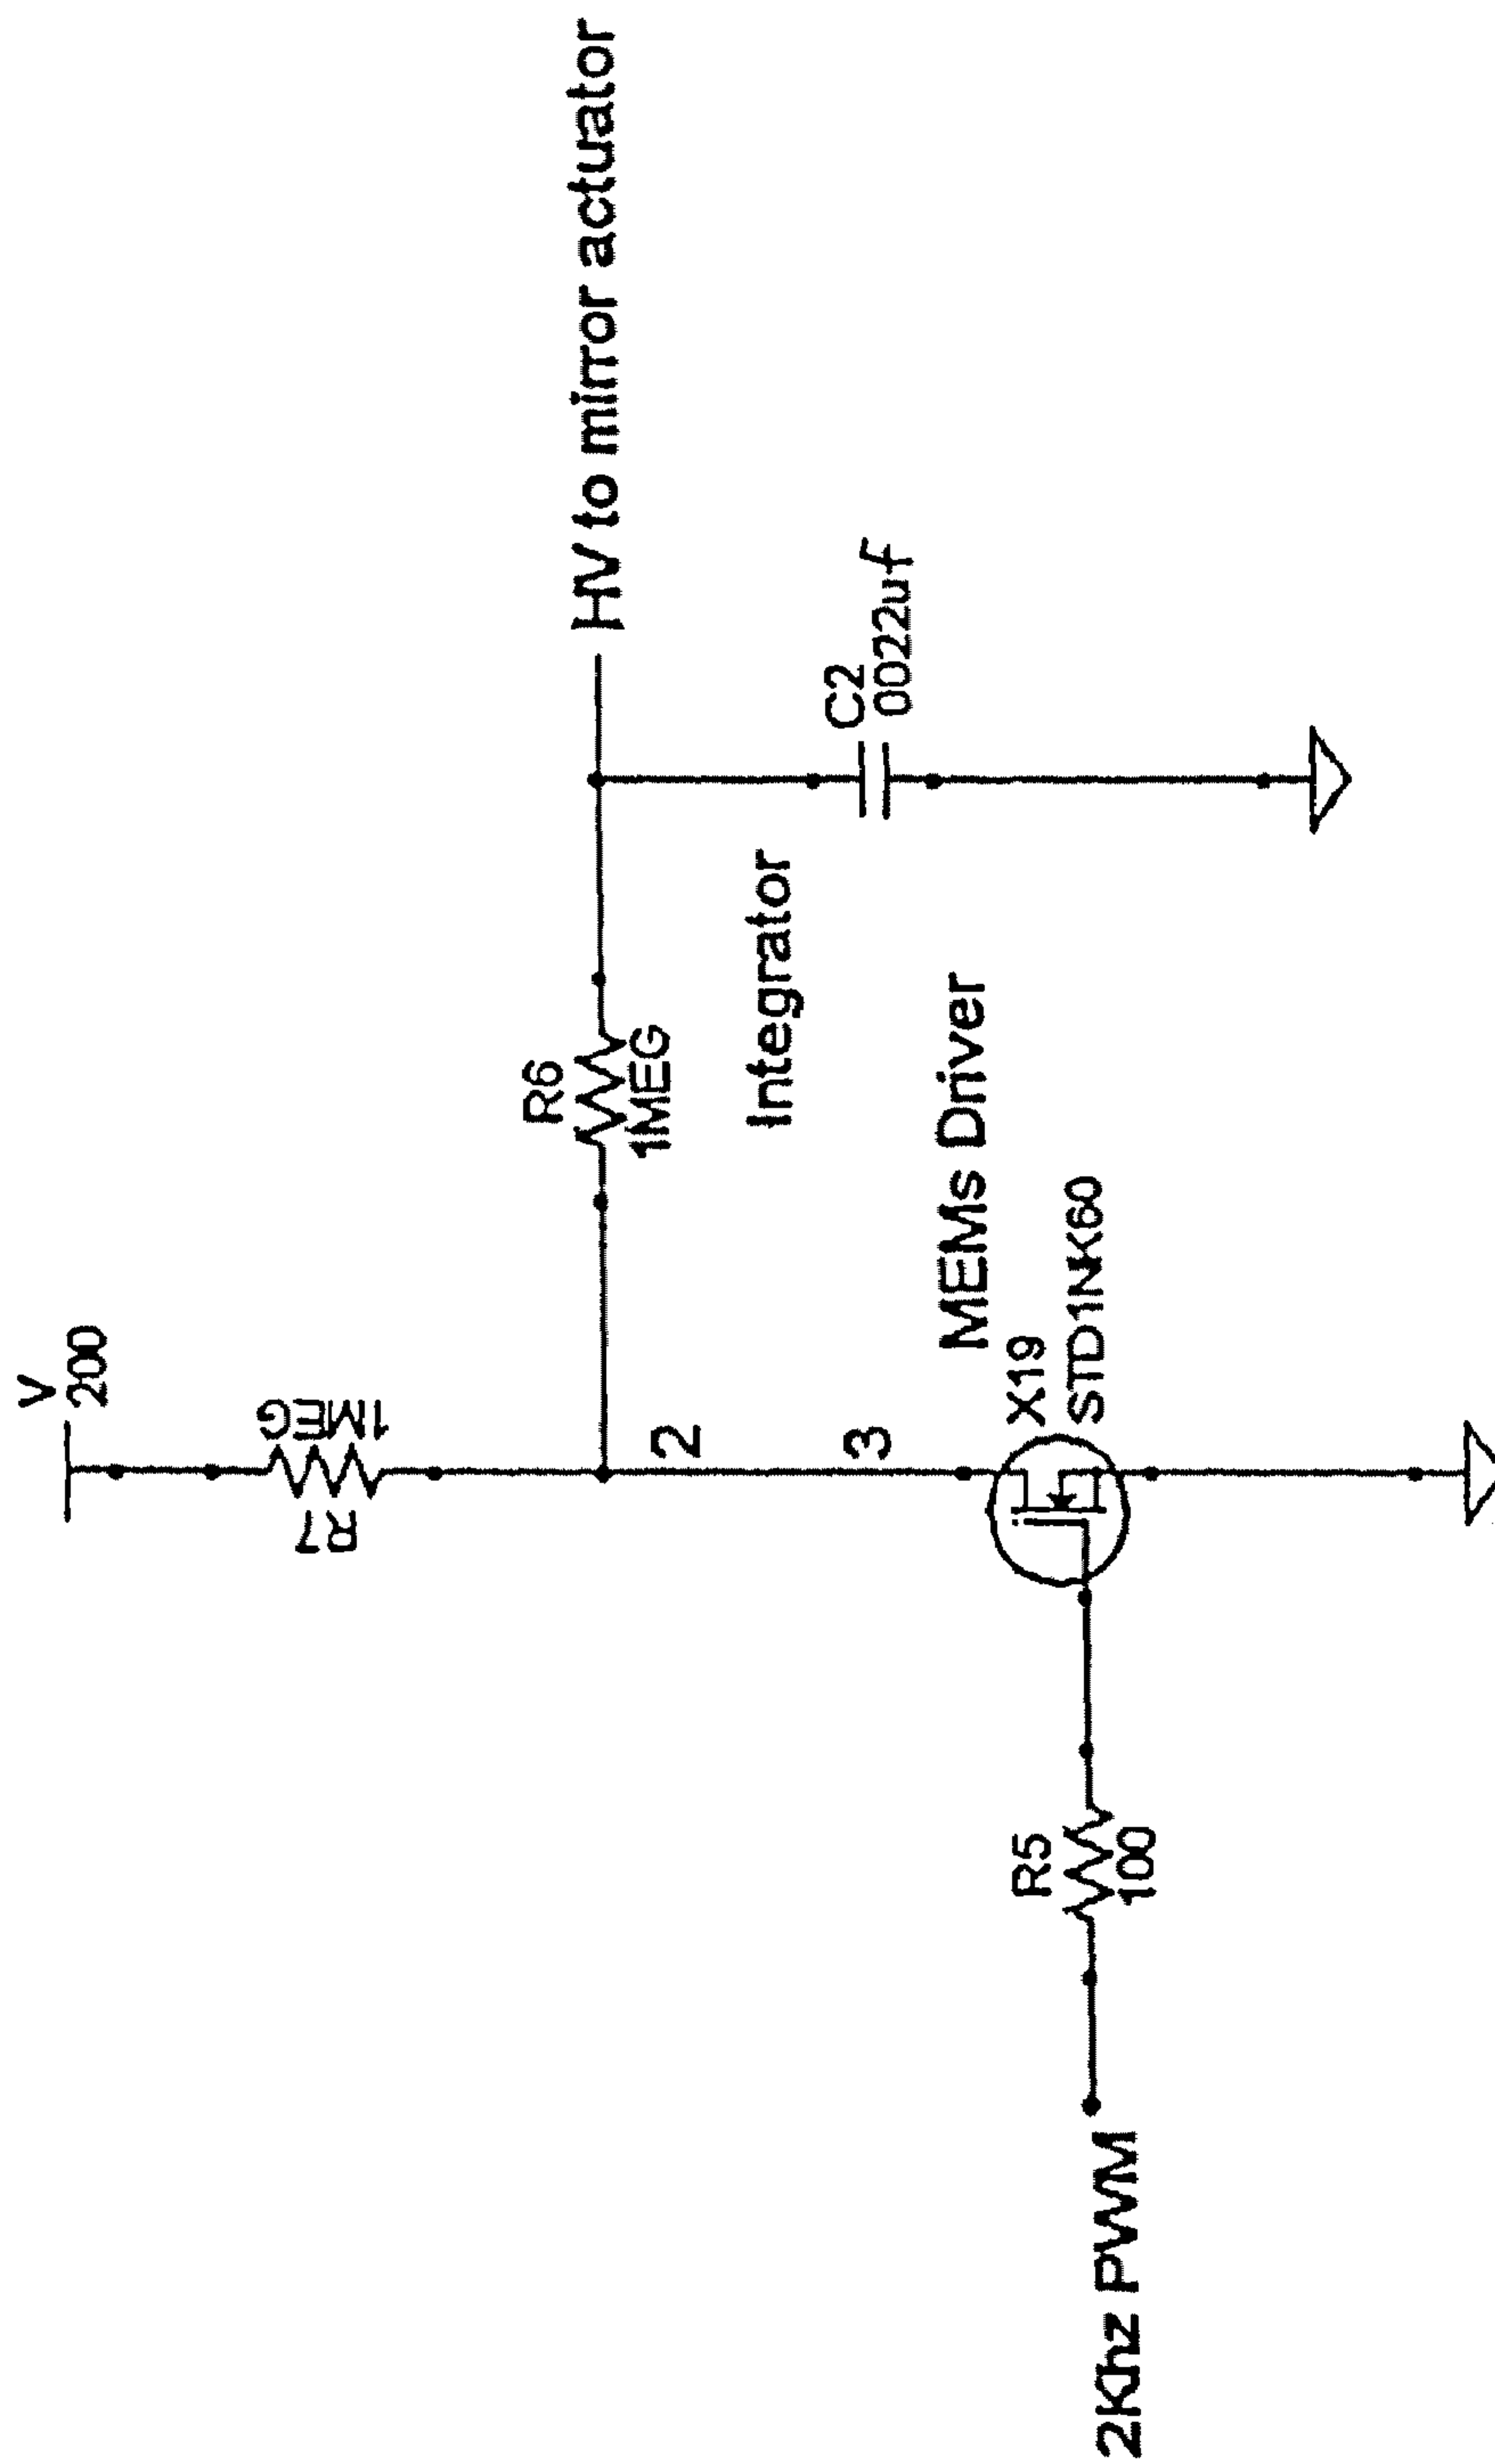 V
200
R7
1MEG
R6
1MEG
HV to mirror actuator
2
3
Integrator
C2
0022uf
MEMs Driver
X19
STD1NK60
R5
100
2Khz PWM